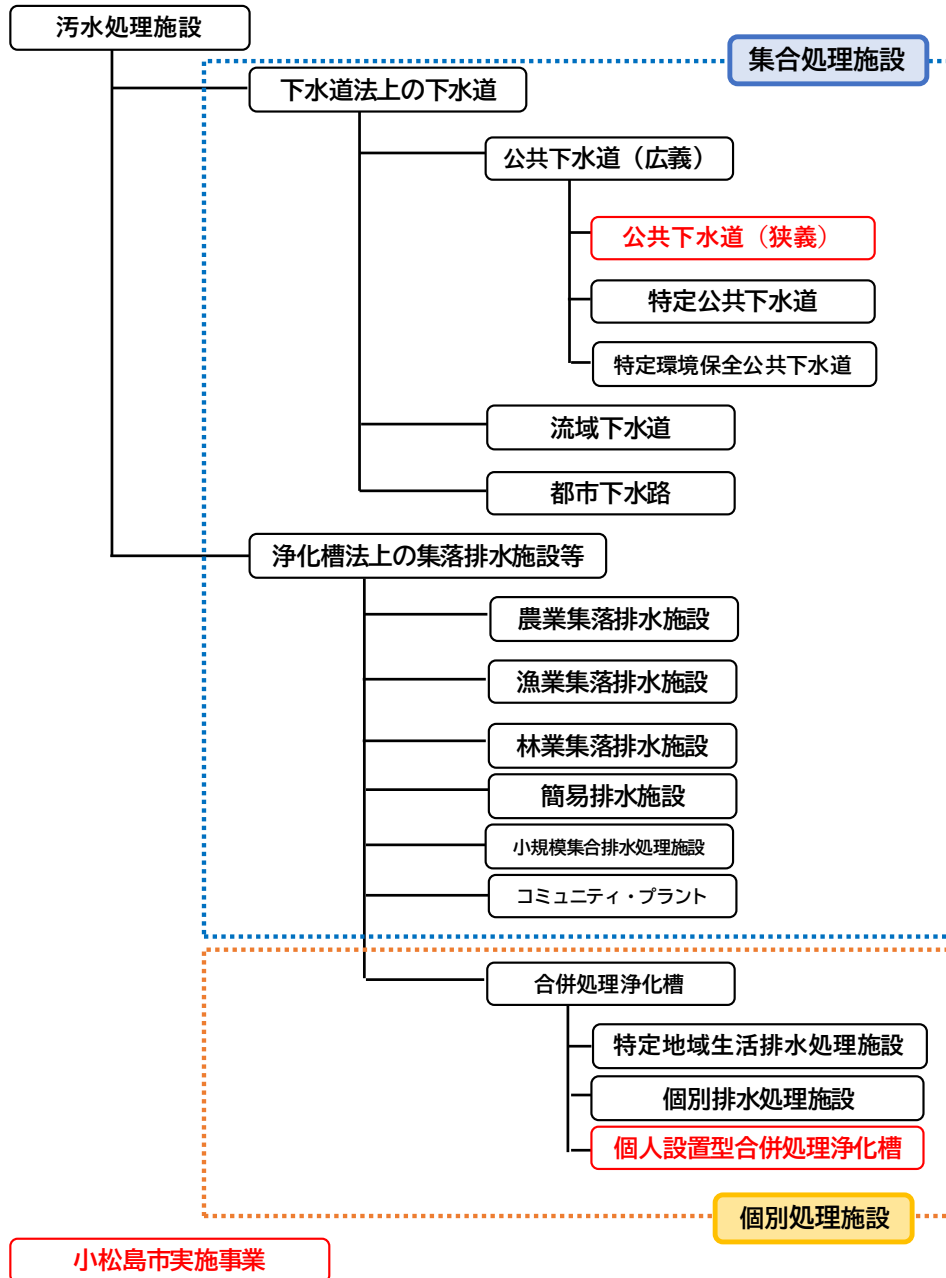 汚水処理施設
集合処理施設
下水道法上の下水道
公共下水道（広義）
公共下水道（狭義）
特定公共下水道
特定環境保全公共下水道
流域下水道
都市下水路
浄化槽法上の集落排水施設等
農業集落排水施設
漁業集落排水施設
林業集落排水施設
簡易排水施設
小規模集合排水処理施設
コミュニティ・プラント
合併処理浄化槽
特定地域生活排水処理施設
個別排水処理施設
個人設置型合併処理浄化槽
個別処理施設
小松島市実施事業